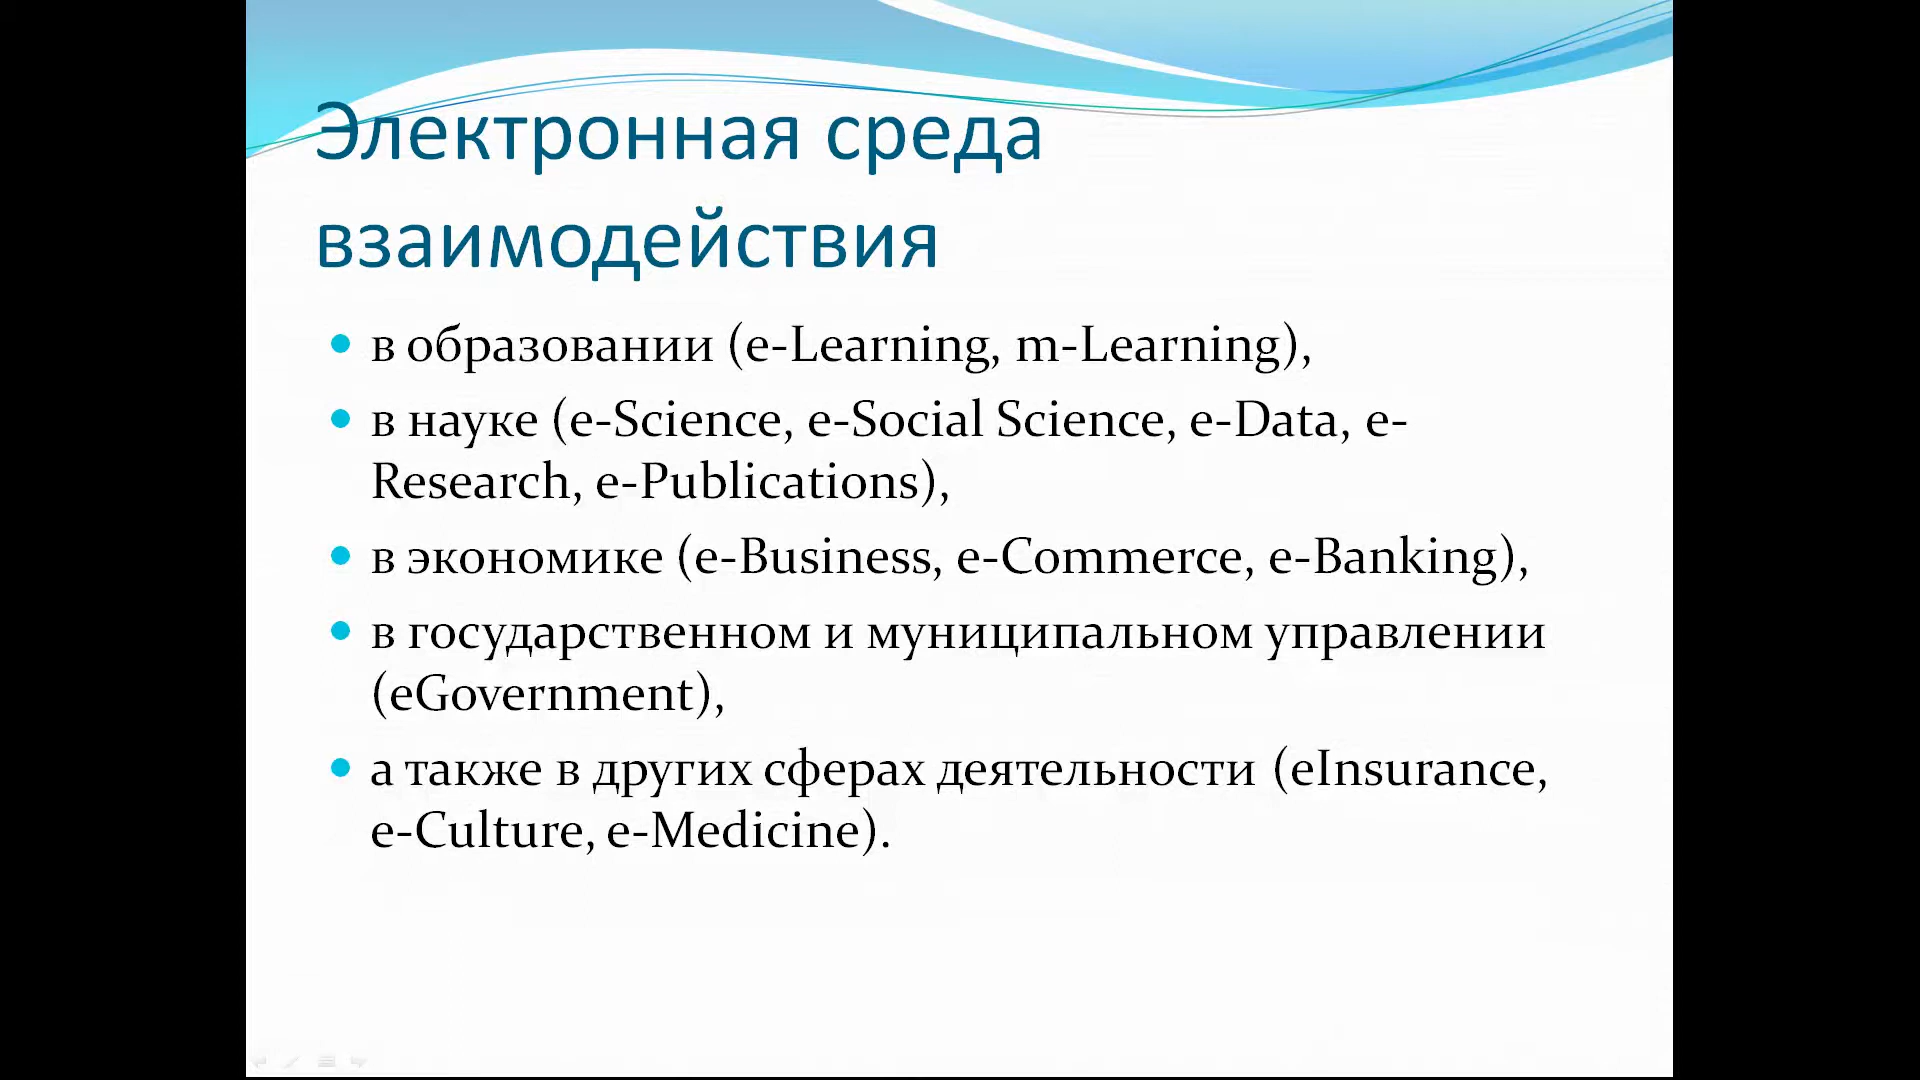 Электронная среда
взаимодействия
в образовании (e-Learning, m-Learning),
в науке (e-Science, e-Social Science, e-Data, e-
Research, e-Publications),
в экономике (e-Business, e-Commerce, e-Banking),
в государственном и муниципальном управлении
(eGovernment),
а также в других сферах деятельности (eInsurance,
e-Culture, e-Medicine).